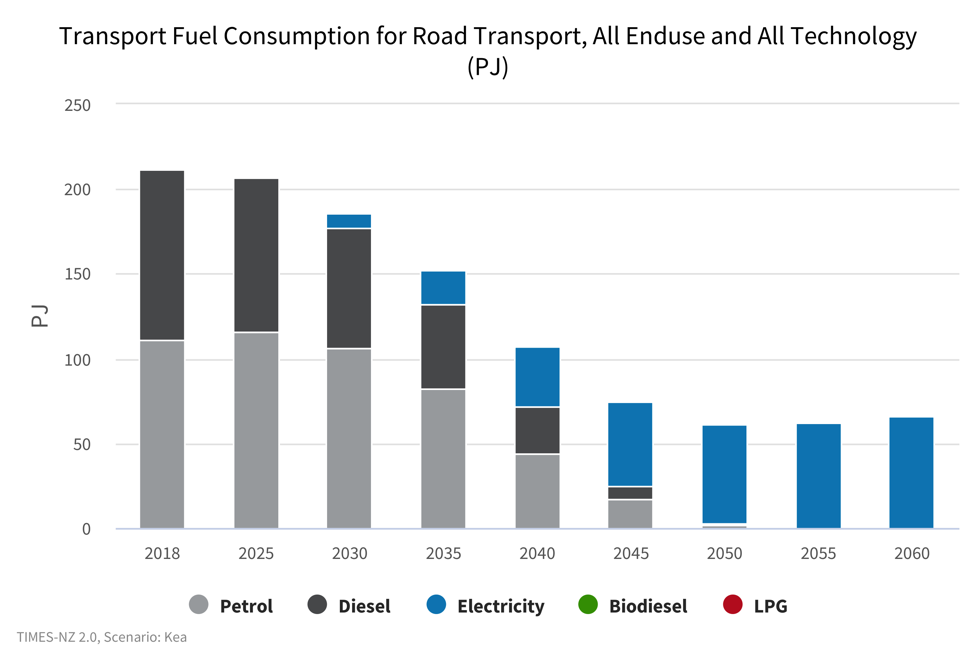 Transport Fuel Consumption for Road Transport, All Enduse and All Technology
(PJ)
250
200
150
100
50
0
PJ
2018 2025 2030 2035 2040 2045 2050 2055 2060
Petrol Diesel Electricity Biodiesel LPG
TIMES-NZ 2.0, Scenario: Kea